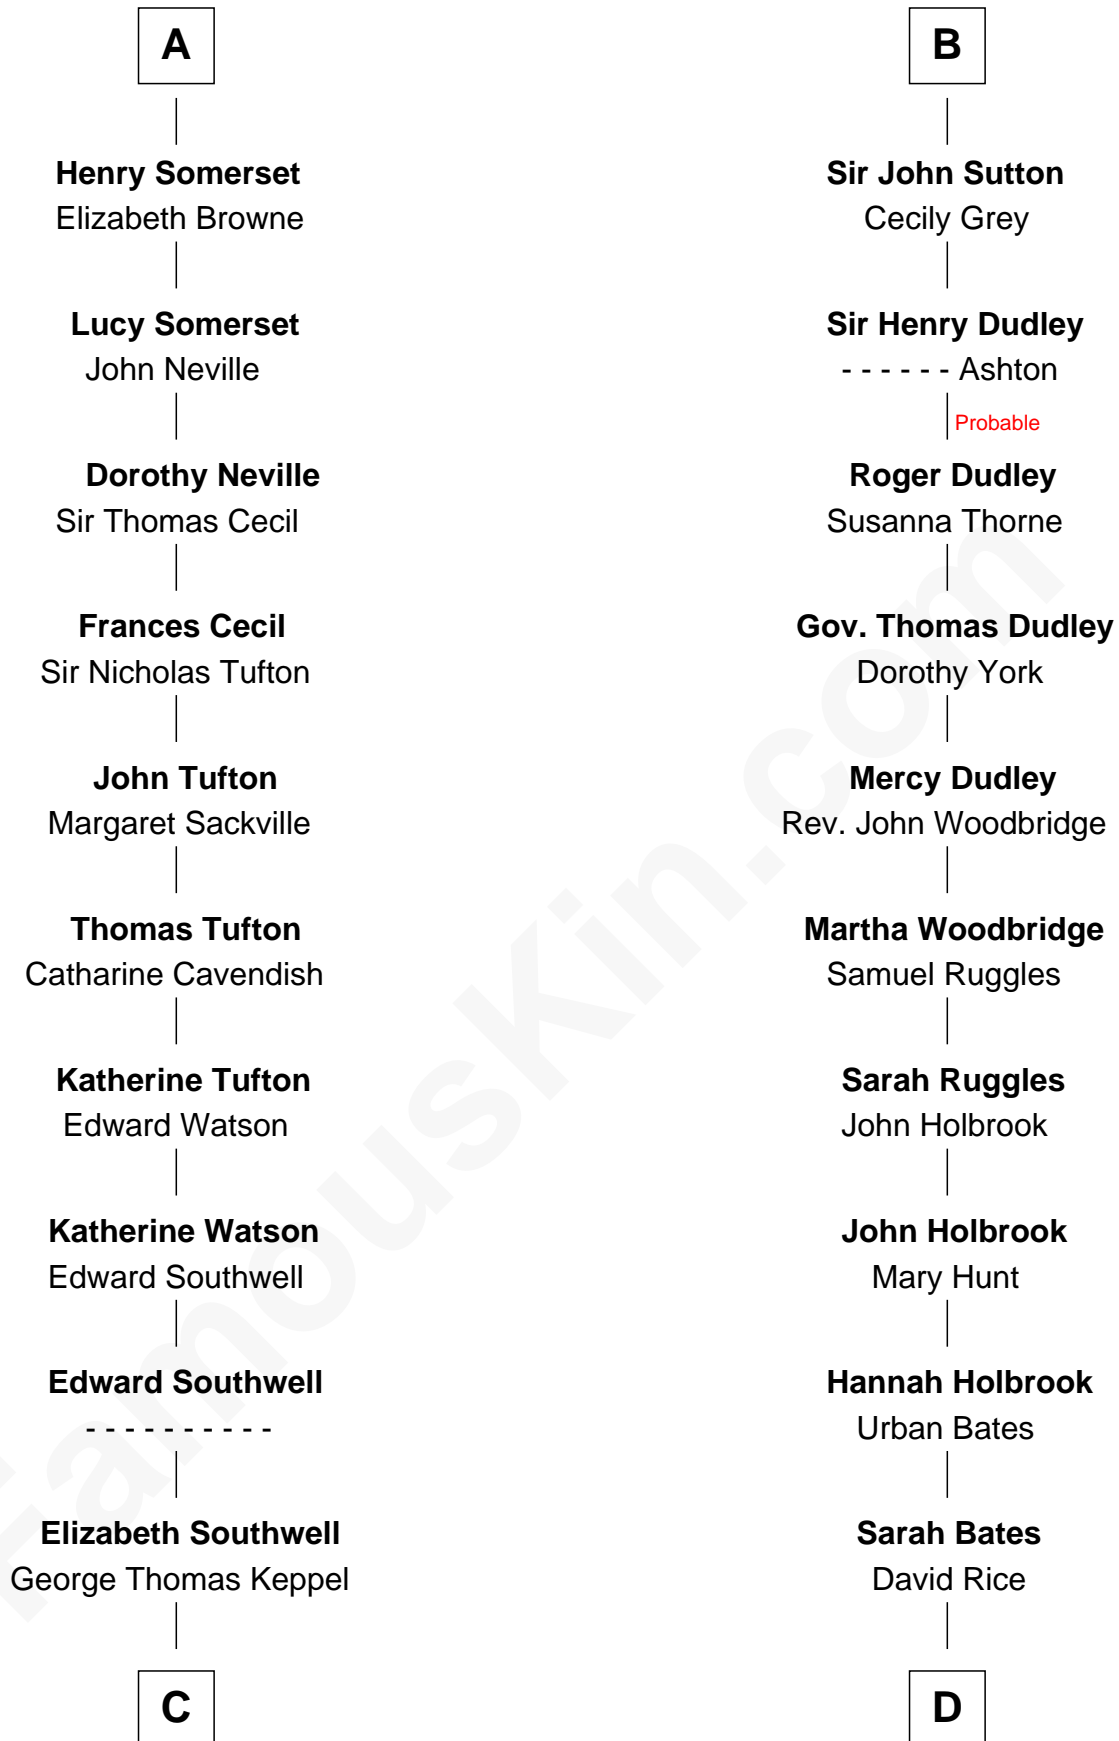 A
Henry Somerset
Elizabeth Browne
Lucy Somerset
John Neville
Dorothy Neville
Sir Thomas Cecil
Frances Cecil
Sir Nicholas Tufton
John Tufton
Margaret Sackville
Thomas Tufton
Catharine Cavendish
Katherine Tufton
Edward Watson
Katherine Watson
Edward Southwell
Edward Southwell
- - - - - - - - - -
Elizabeth Southwell
George Thomas Keppel
C
B
Sir John Sutton
Cecily Grey
Sir Henry Dudley
- - - - - - Ashton
Probable
Roger Dudley
Susanna Thorne
Gov. Thomas Dudley
Dorothy York
Mercy Dudley
Rev. John Woodbridge
Martha Woodbridge
Samuel Ruggles
Sarah Ruggles
John Holbrook
John Holbrook
Mary Hunt
Hannah Holbrook
Urban Bates
Sarah Bates
David Rice
D
FamousKin.com